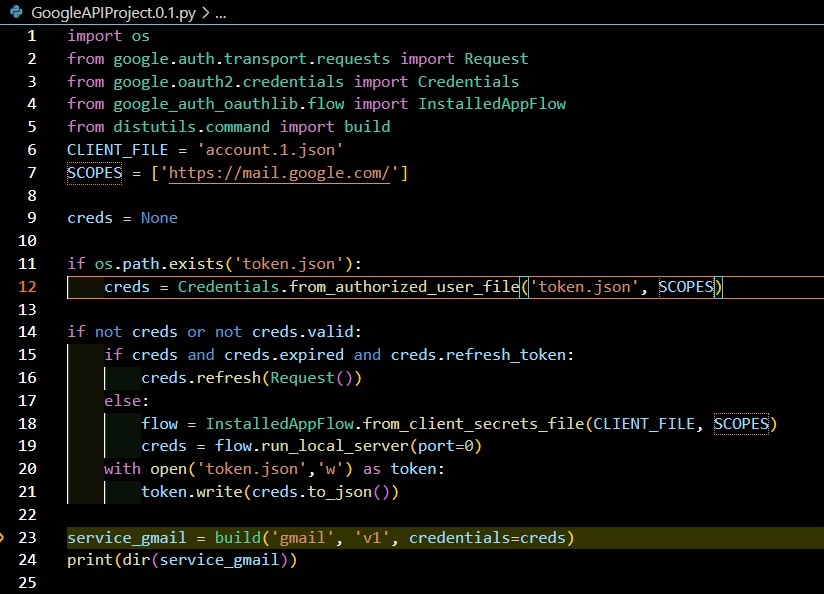 GoogleAPIProject.0.1.py > ...
1 import os
2 from google.auth.transport.requests import Request
3 from google.oauth2.credentials import Credentials
4 from google_auth_oauthlib.flow import InstalledAppFlow
5 from distutils.command import build
6 CLIENT_FILE = 'account.1.json'
7 SCOPES = ['https://mail.google.com/']
8
9 creds = None
10
11 if os.path.exists('token.json'):
12     creds = Credentials.from_authorized_user_file('token.json', SCOPES)
13
14 if not creds or not creds.valid:
15     if creds and creds.expired and creds.refresh_token:
16         creds.refresh(Request())
17     else:
18         flow = InstalledAppFlow.from_client_secrets_file(CLIENT_FILE, SCOPES)
19         creds = flow.run_local_server(port=0)
20     with open('token.json','w') as token:
21         token.write(creds.to_json())
22
23 service_gmail = build('gmail', 'v1', credentials=creds)
24 print(dir(service_gmail))
25